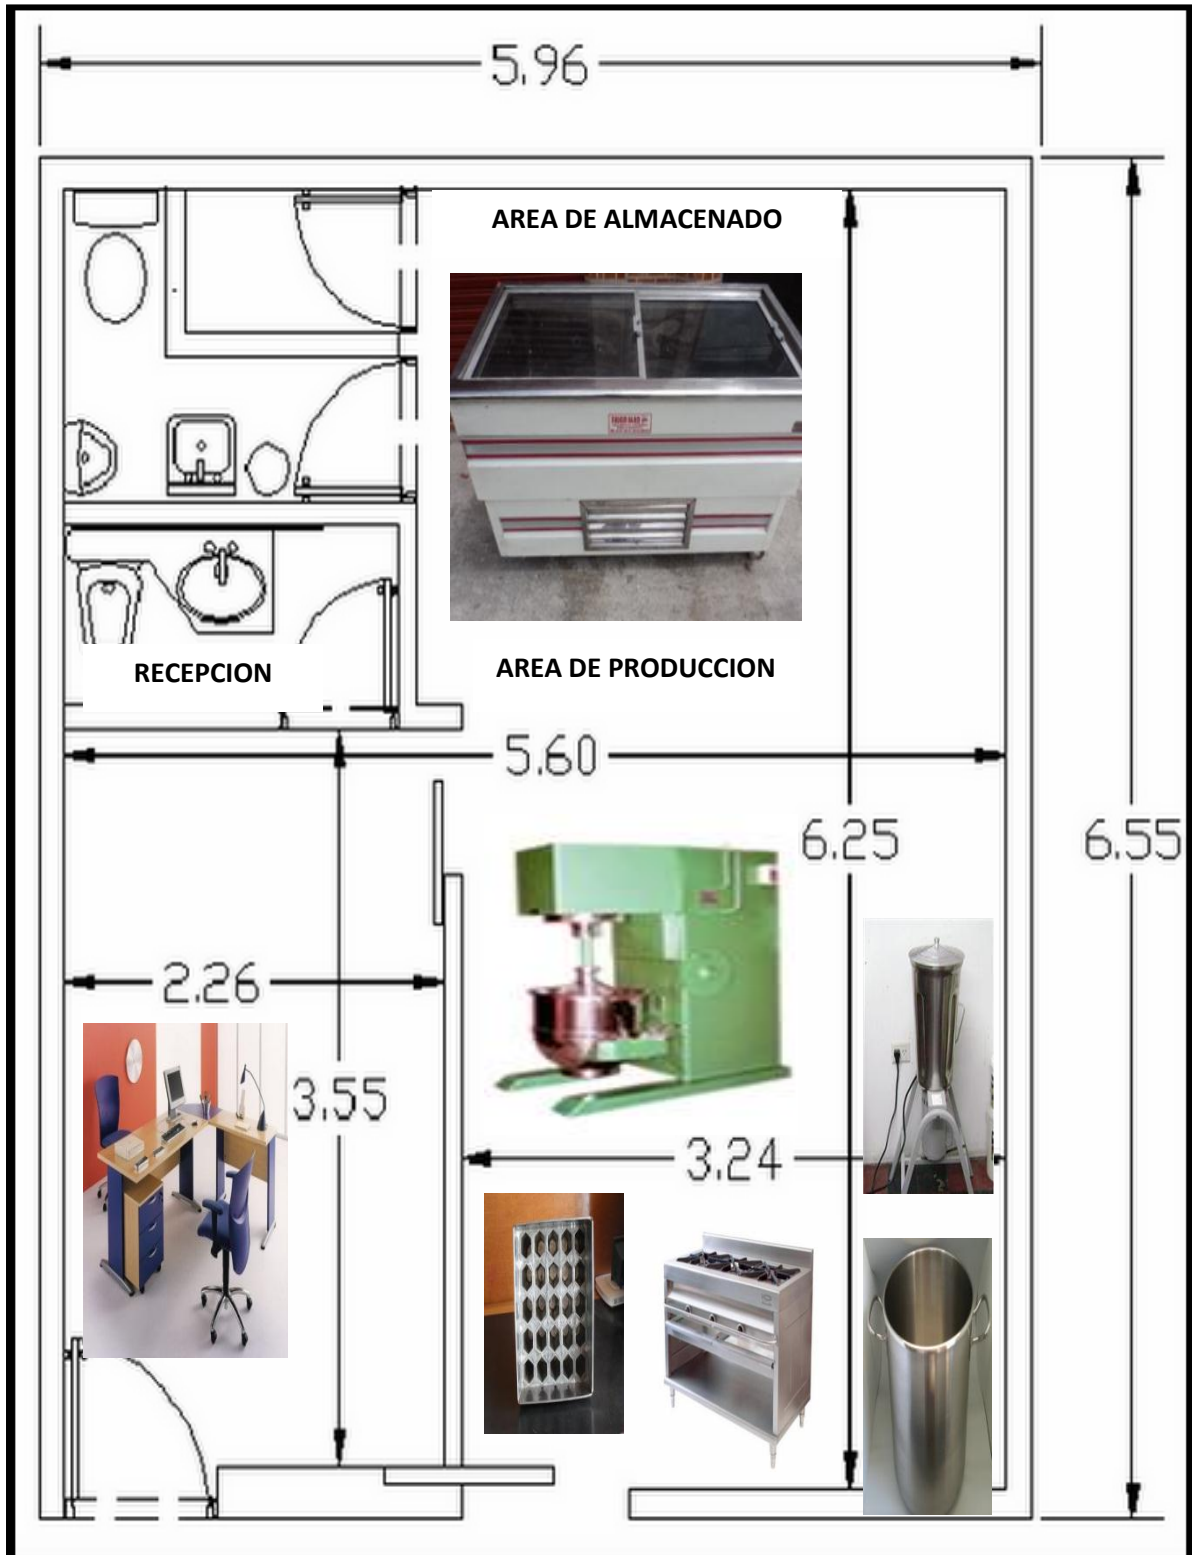 5.96
AREA DE ALMACENADO
RECEPCION
AREA DE PRODUCCION
5.60
6.25
6.55
2.26
3.55
3.24